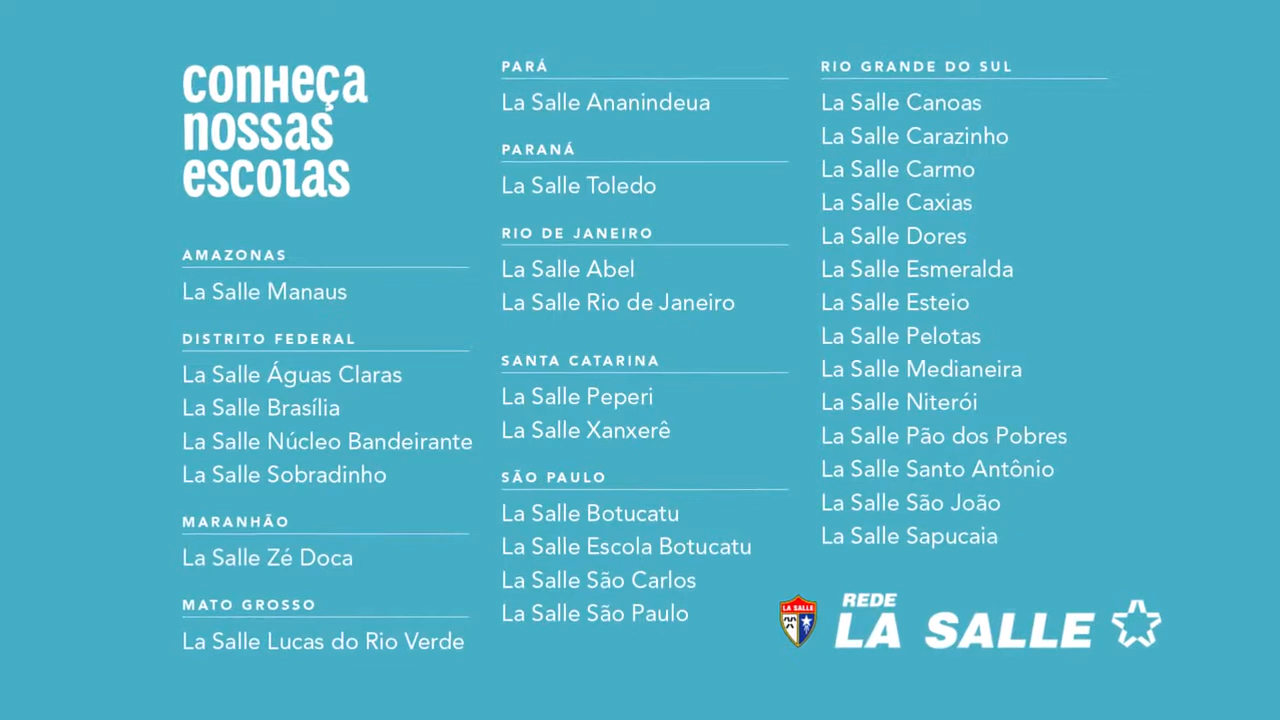 conheça
nossas
escolas
AMAZONAS
La Salle Manaus
DISTRITO FEDERAL
La Salle Águas Claras
La Salle Brasília
La Salle Núcleo Bandeirante
La Salle Sobradinho
MARANHÃO
La Salle Zé Doca
MATO GROSSO
La Salle Lucas do Rio Verde
PARÁ
La Salle Ananindeua
PARANÁ
La Salle Toledo
RIO DE JANEIRO
La Salle Abel
La Salle Rio de Janeiro
SANTA CATARINA
La Salle Peperi
La Salle Xanxerê
SÃO PAULO
La Salle Botucatu
La Salle Escola Botucatu
La Salle São Carlos
La Salle São Paulo
RIO GRANDE DO SUL
La Salle Canoas
La Salle Carazinho
La Salle Carmo
La Salle Caxias
La Salle Dores
La Salle Esmeralda
La Salle Esteio
La Salle Pelotas
La Salle Medianeira
La Salle Niterói
La Salle Pão dos Pobres
La Salle Santo Antônio
La Salle São João
La Salle Sapucaia
LA SALLE
REDE
LA SALLE